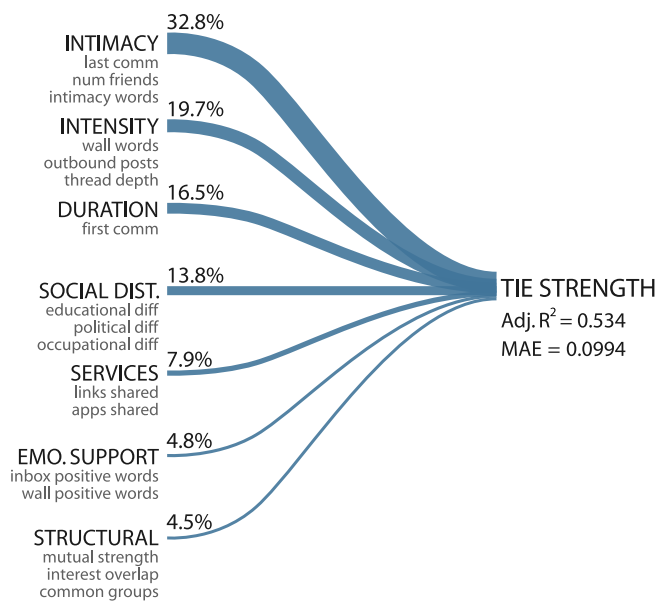 32.8%
INTIMACY
last comm
num friends
intimacy words
19.7%
INTENSITY
wall words
outbound posts
thread depth
16.5%
DURATION
first comm
13.8%
SOCIAL DIST.
educational diff
political diff
occupational diff
7.9%
SERVICES
links shared
apps shared
4.8%
EMO. SUPPORT
inbox positive words
wall positive words
4.5%
STRUCTURAL
mutual strength
interest overlap
common groups
TIE STRENGTH
Adj. R² = 0.534
MAE = 0.0994